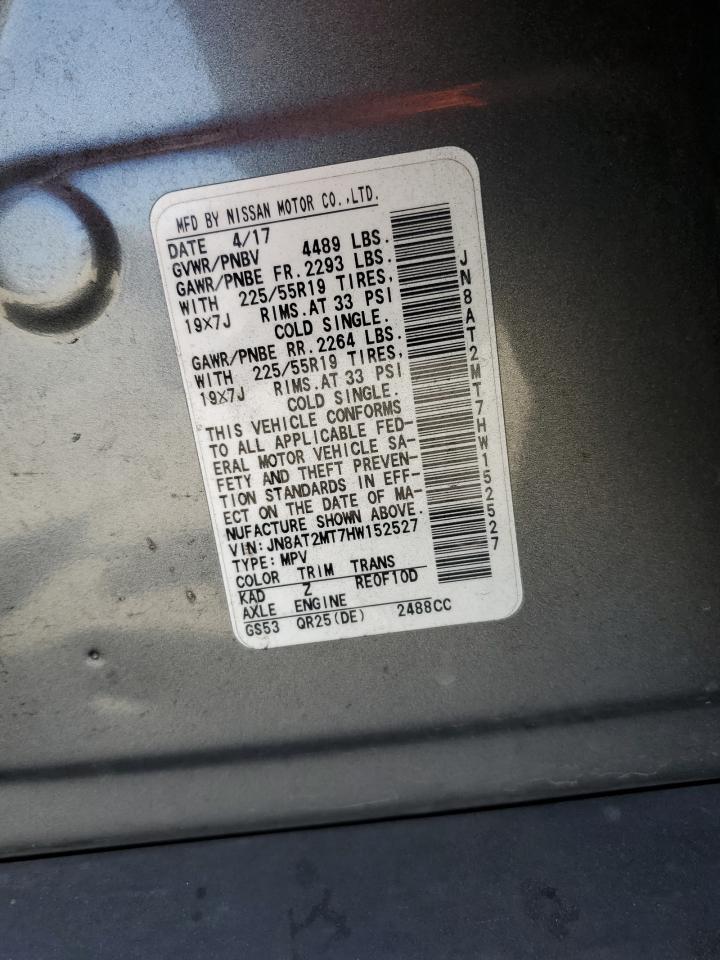 MFD BY NISSAN MOTOR CO.,LTD.
DATE 4/17
GVWR/PNBV 4489 LBS.
GAWR/PNBE FR.2293 LBS.
WITH 225/55R19 TIRES,
19X7J RIMS.AT 33 PSI
COLD SINGLE.
GAWR/PNBE RR.2264 LBS.
WITH 225/55R19 TIRES,
19X7J RIMS.AT 33 PSI
COLD SINGLE.
THIS VEHICLE CONFORMS
TO ALL APPLICABLE FED-
ERAL MOTOR VEHICLE SA-
FETY AND THEFT PREVEN-
TION STANDARDS IN EFF-
ECT ON THE DATE OF MA-
NUFACTURE SHOWN ABOVE.
VIN:JN8AT2MT7HW152527
TYPE:MPV
COLOR TRIM TRANS
KAD Z RE0F10D
AXLE ENGINE
GS53 QR25(DE) 2488CC
JN8AT2MT7HW152527